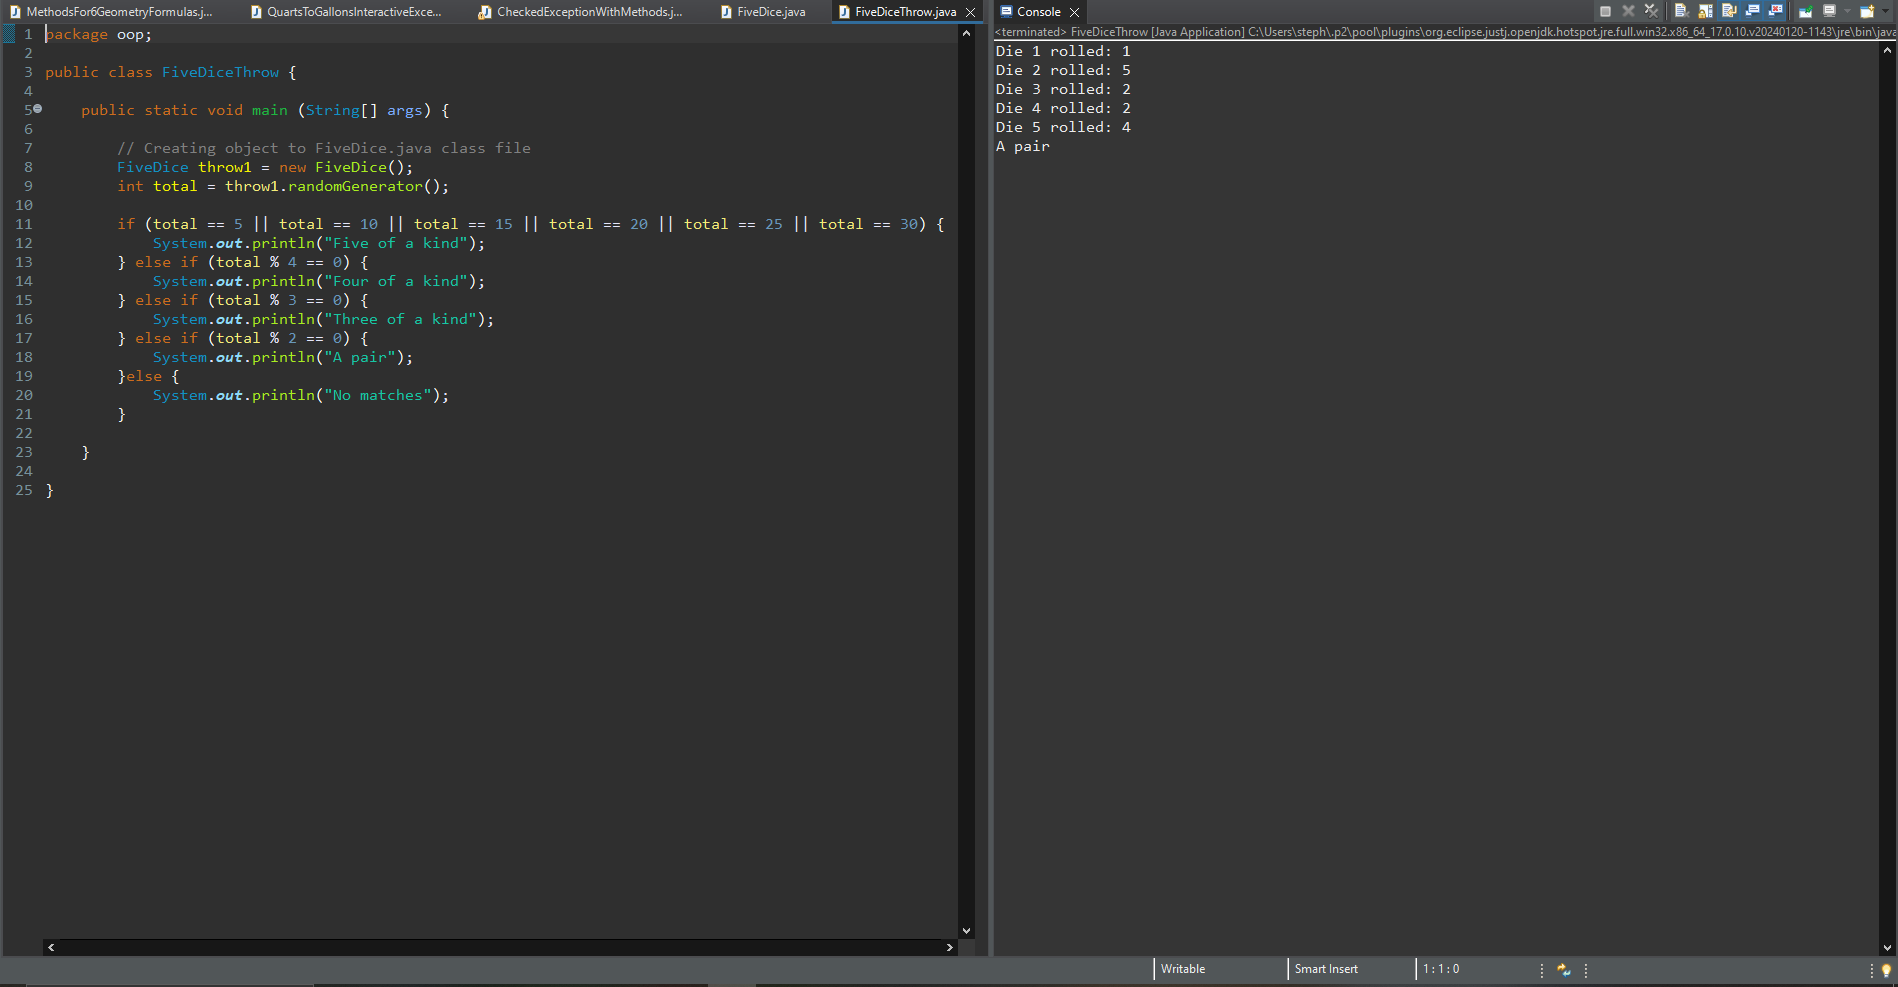 MethodsFor6GeometryFormulas.j... QuartsToGallonsInteractiveExce... CheckedExceptionWithMethods.j... FiveDice.java FiveDiceThrow.java
1 package oop;
2
3 public class FiveDiceThrow {
4
5 public static void main (String[] args) {
6
7 // Creating object to FiveDice.java class file
8 FiveDice throw1 = new FiveDice();
9 int total = throw1.randomGenerator();
10
11 if (total == 5 || total == 10 || total == 15 || total == 20 || total == 25 || total == 30) {
12 System.out.println("Five of a kind");
13 } else if (total % 4 == 0) {
14 System.out.println("Four of a kind");
15 } else if (total % 3 == 0) {
16 System.out.println("Three of a kind");
17 } else if (total % 2 == 0) {
18 System.out.println("A pair");
19 }else {
20 System.out.println("No matches");
21 }
22
23 }
24
25 }
Console
<terminated> FiveDiceThrow [Java Application] C:\Users\steph\.p2\pool\plugins\org.eclipse.justj.openjdk.hotspot.jre.full.win32.x86_64_17.0.10.v20240120-1143\jre\bin\java
Die 1 rolled: 1
Die 2 rolled: 5
Die 3 rolled: 2
Die 4 rolled: 2
Die 5 rolled: 4
A pair
Writable Smart Insert 1 : 1 : 0